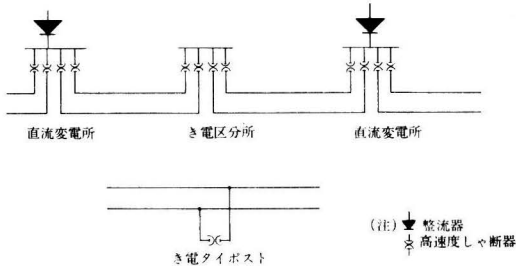 直流変電所
き電区分所
直流変電所
き電タイポスト
(注) 整流器
高速度しゃ断器